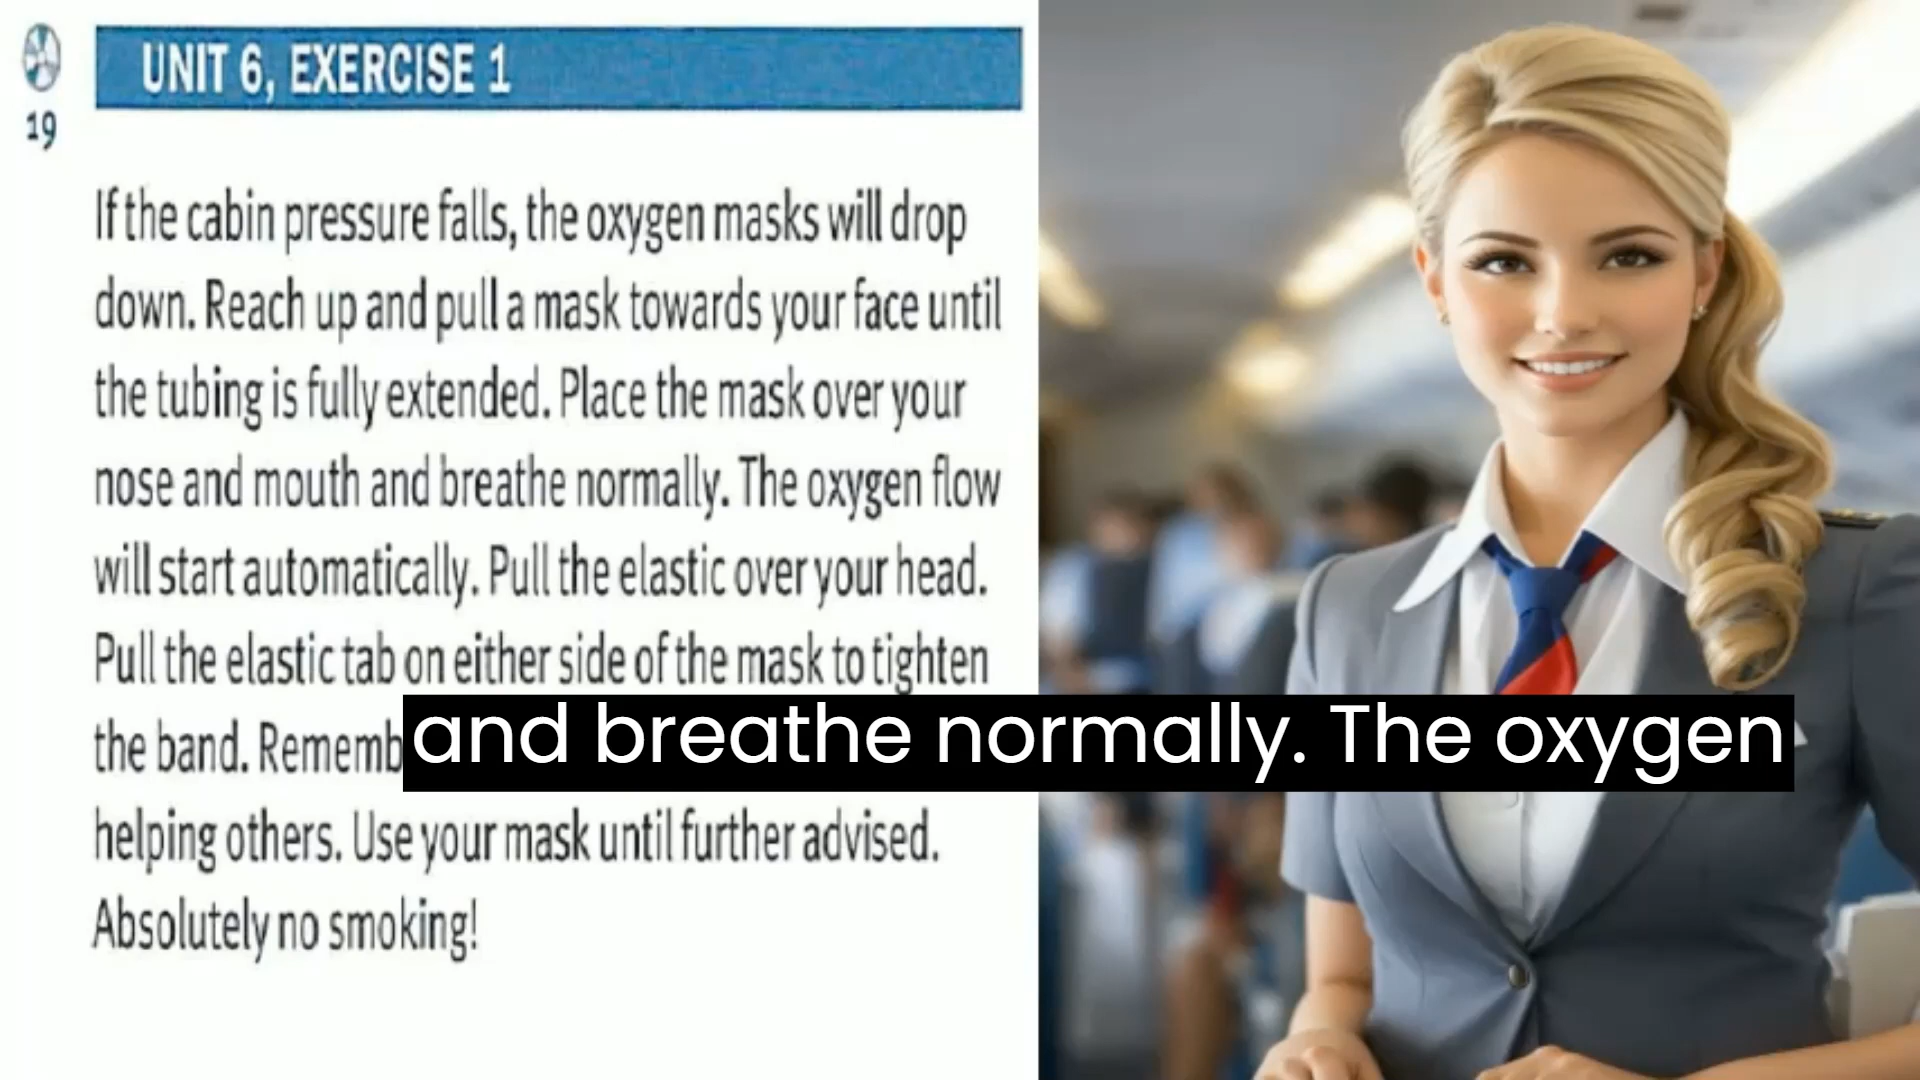 UNIT 6, EXERCISE 1
19
If the cabin pressure falls, the oxygen masks will drop
down. Reach up and pull a mask towards your face until
the tubing is fully extended. Place the mask over your
nose and mouth and breathe normally. The oxygen flow
will start automatically. Pull the elastic over your head.
Pull the elastic tab on either side of the mask to tighten
the band.
and breathe normally. The oxygen
helping others. Use your mask until further advised.
Absolutely no smoking!